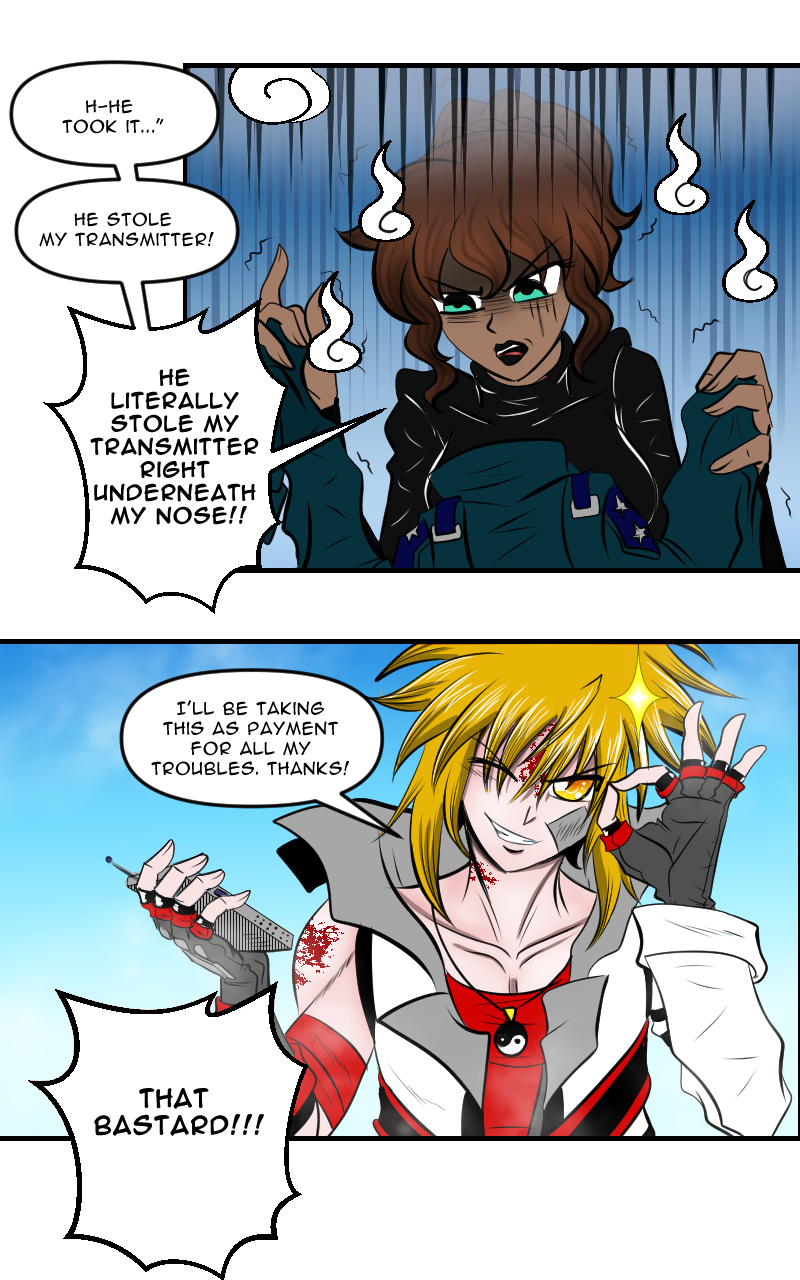 H-HE
TOOK IT..."
HE STOLE
MY TRANSMITTER!
HE
LITERALLY
STOLE MY
TRANSMITTER
RIGHT
UNDERNEATH
MY NOSE!!
I'LL BE TAKING
THIS AS PAYMENT
FOR ALL MY
TROUBLES. THANKS!
THAT
BASTARD!!!